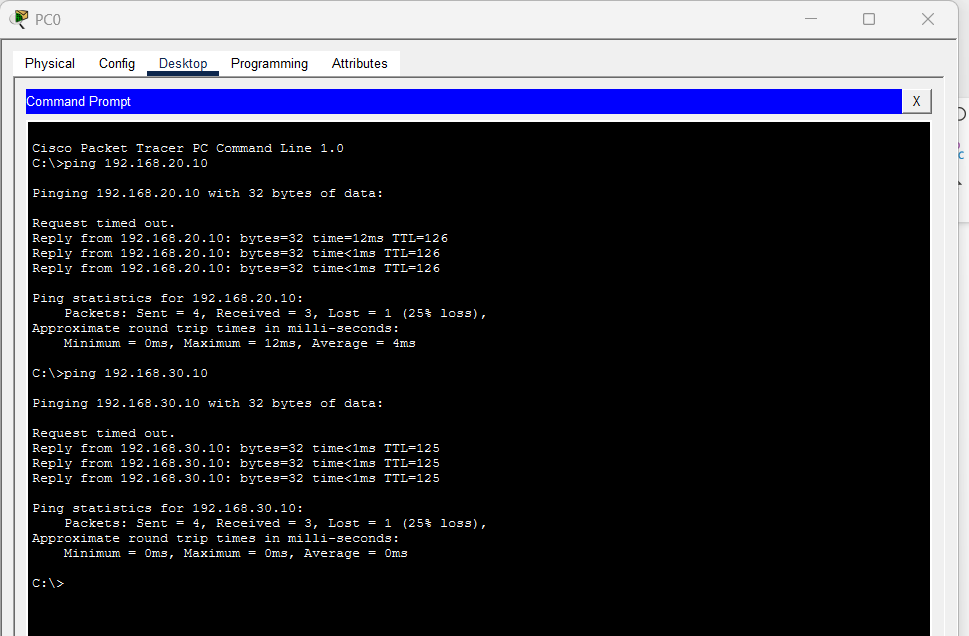 PC0
Physical Config Desktop Programming Attributes
Command Prompt X
Cisco Packet Tracer PC Command Line 1.0
C:\>ping 192.168.20.10
Pinging 192.168.20.10 with 32 bytes of data:
Request timed out.
Reply from 192.168.20.10: bytes=32 time=12ms TTL=126
Reply from 192.168.20.10: bytes=32 time<1ms TTL=126
Reply from 192.168.20.10: bytes=32 time<1ms TTL=126
Ping statistics for 192.168.20.10:
    Packets: Sent = 4, Received = 3, Lost = 1 (25% loss),
Approximate round trip times in milli-seconds:
    Minimum = 0ms, Maximum = 12ms, Average = 4ms
C:\>ping 192.168.30.10
Pinging 192.168.30.10 with 32 bytes of data:
Request timed out.
Reply from 192.168.30.10: bytes=32 time<1ms TTL=125
Reply from 192.168.30.10: bytes=32 time<1ms TTL=125
Reply from 192.168.30.10: bytes=32 time<1ms TTL=125
Ping statistics for 192.168.30.10:
    Packets: Sent = 4, Received = 3, Lost = 1 (25% loss),
Approximate round trip times in milli-seconds:
    Minimum = 0ms, Maximum = 0ms, Average = 0ms
C:\>